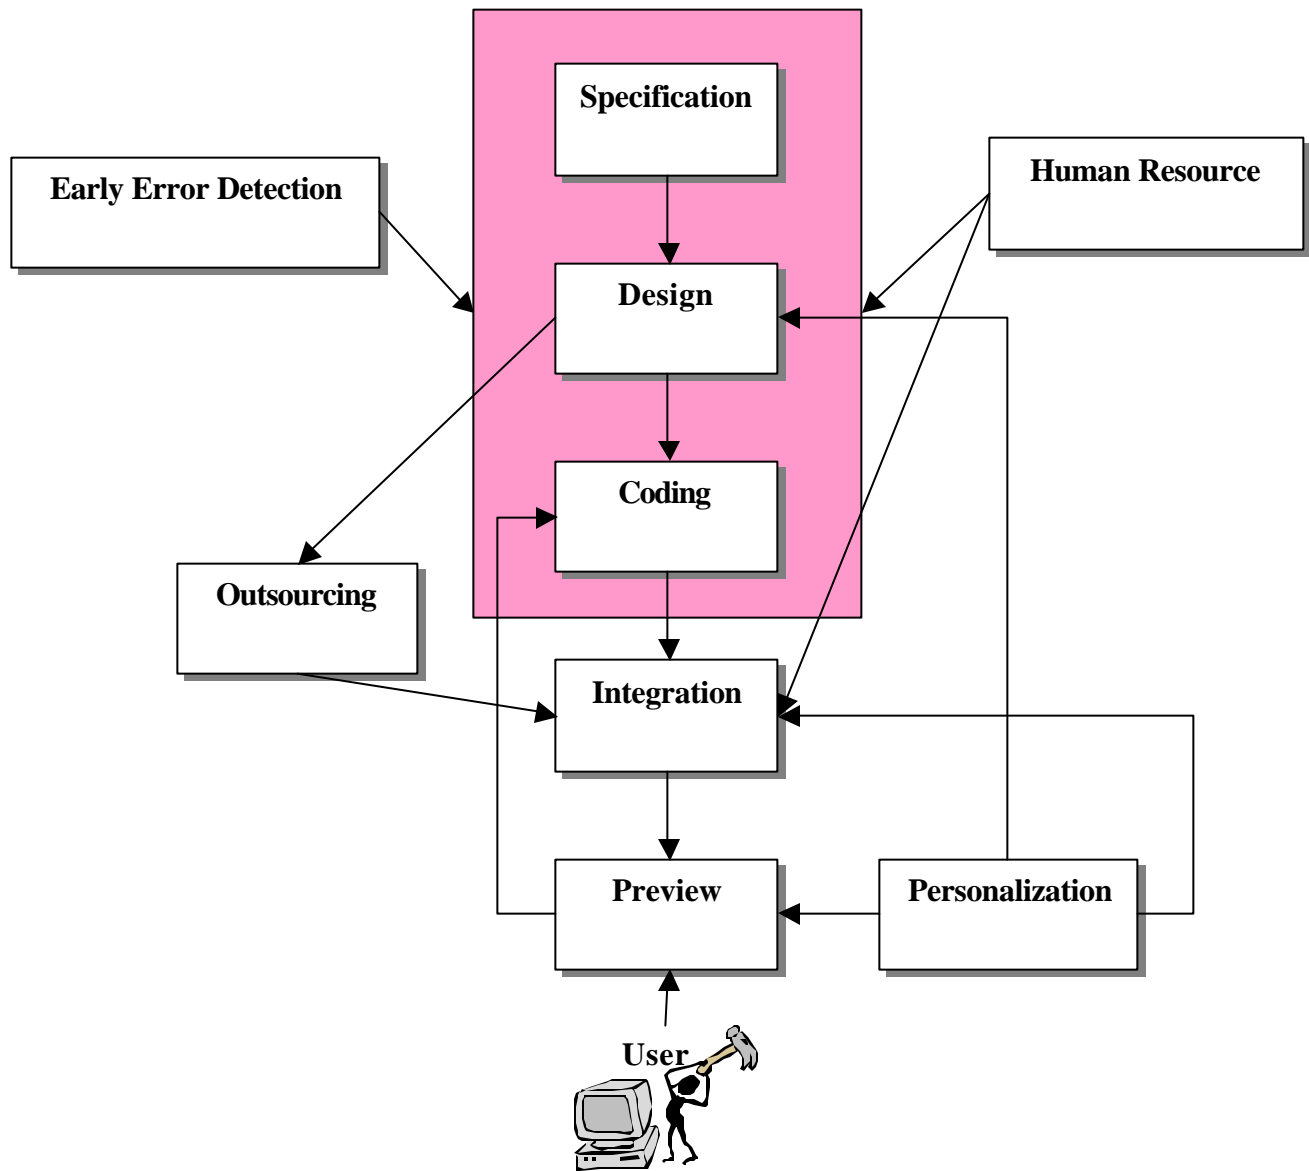 Specification
Early Error Detection
Human Resource
Design
Coding
Outsourcing
Integration
Preview
Personalization
User